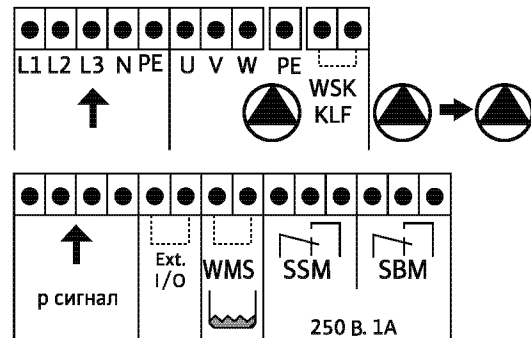 L1 L2 L3 N PE U V W PE
WSK
KLF
Ext.
I/O
WMS
SSM
SBM
р сигнал
250 В. 1А